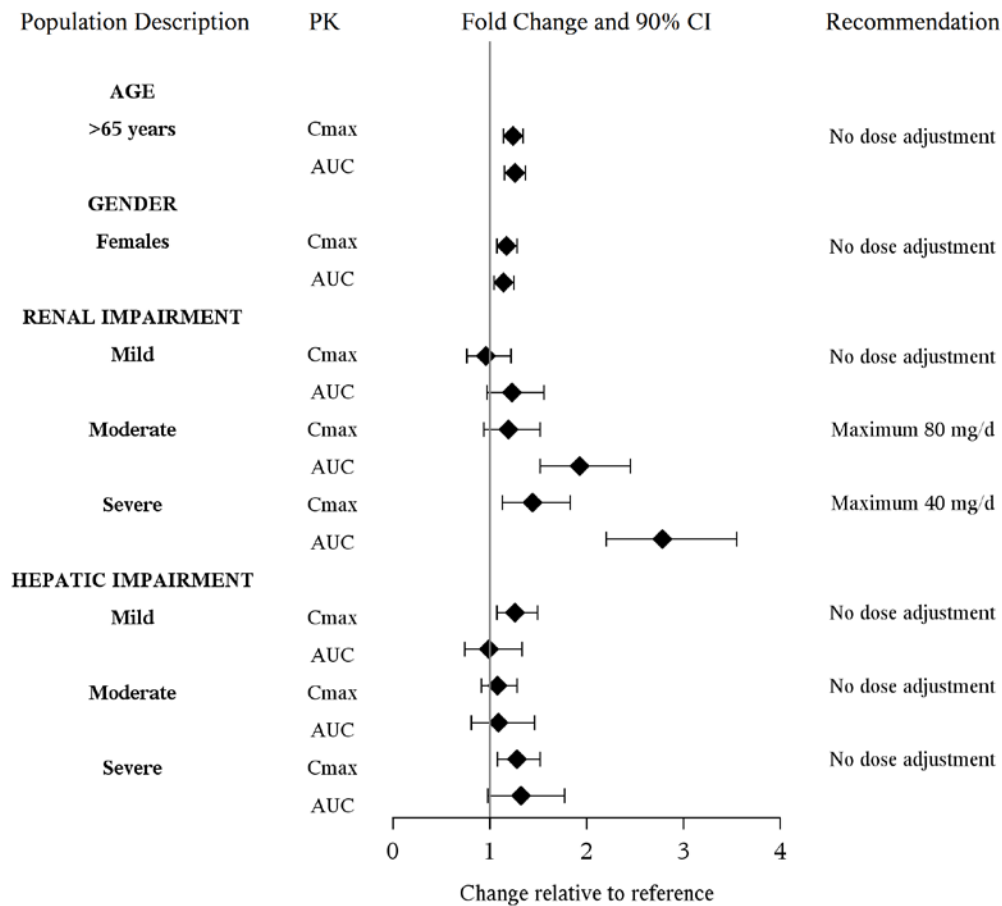 Population Description PK Fold Change and 90% CI Recommendation
AGE
>65 years Cmax No dose adjustment
AUC
GENDER
Females Cmax No dose adjustment
AUC
RENAL IMPAIRMENT
Mild Cmax No dose adjustment
AUC
Moderate Cmax Maximum 80 mg/d
AUC
Severe Cmax Maximum 40 mg/d
AUC
HEPATIC IMPAIRMENT
Mild Cmax No dose adjustment
AUC
Moderate Cmax No dose adjustment
AUC
Severe Cmax No dose adjustment
AUC
0 1 2 3 4
Change relative to reference